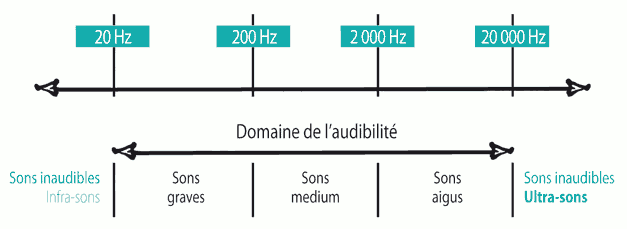 20 Hz 200 Hz 2 000 Hz 20 000 Hz
Domaine de l'audibilité
Sons inaudibles Sons Sons Sons Sons inaudibles
Infra-sons graves medium aigus Ultra-sons